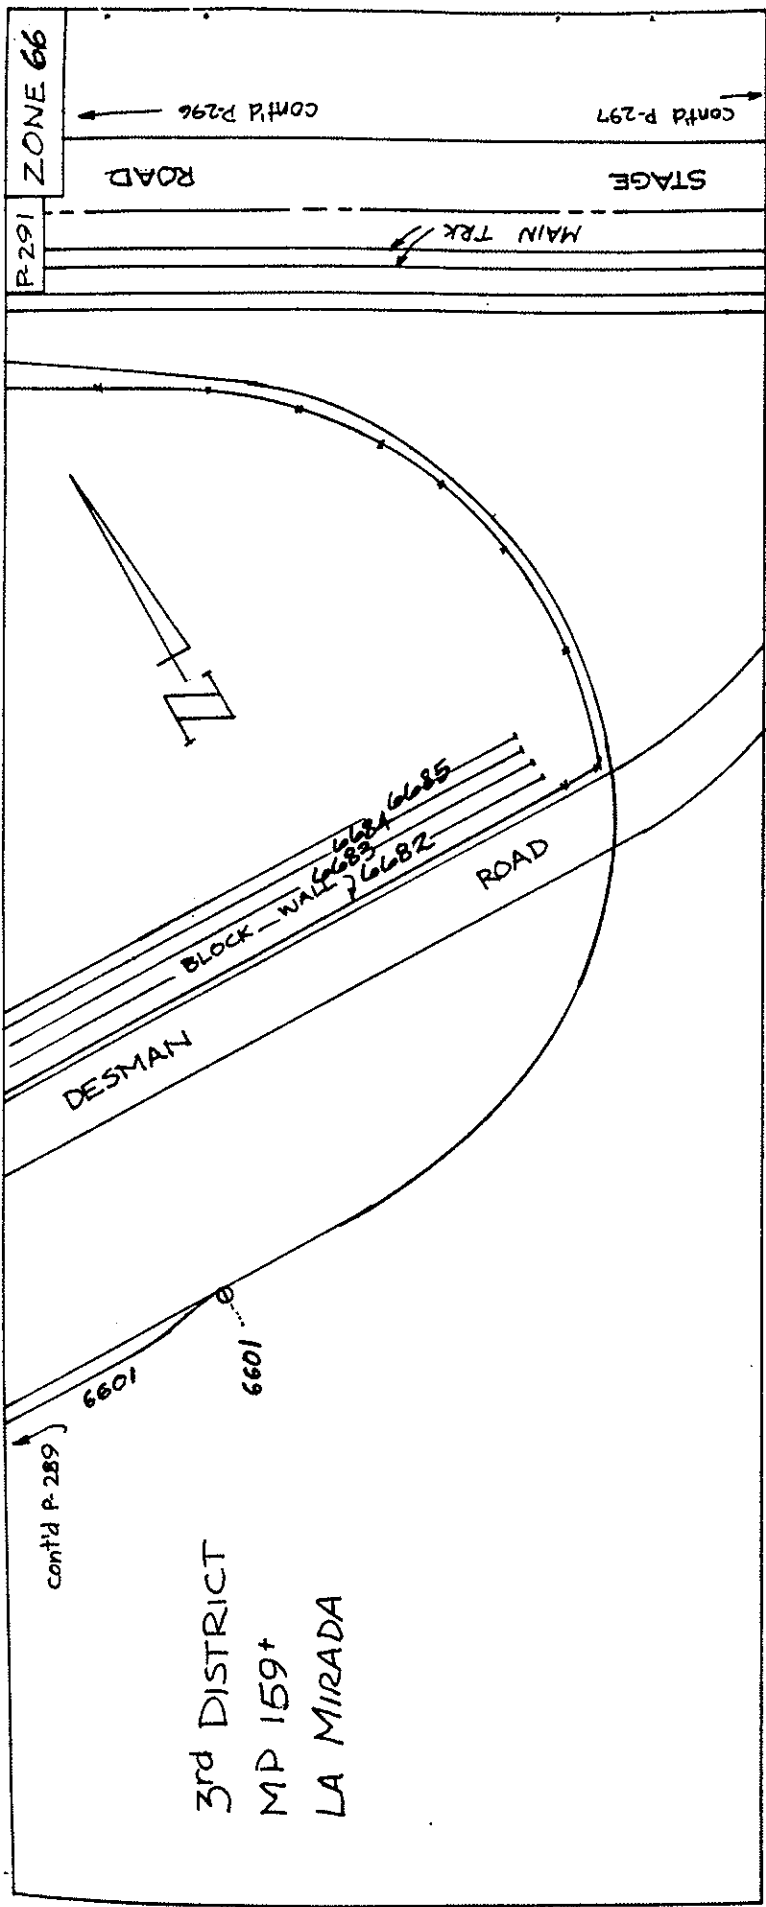 ZONE 66
P-291
cont'd P-296
cont'd P-297
STAGE
ROAD
MAIN TRK
N
6685
6684
6683
6682
BLOCK WALL
DESMAN
ROAD
6601
6601
cont'd P-289
3rd DISTRICT
MP 159+
LA MIRADA